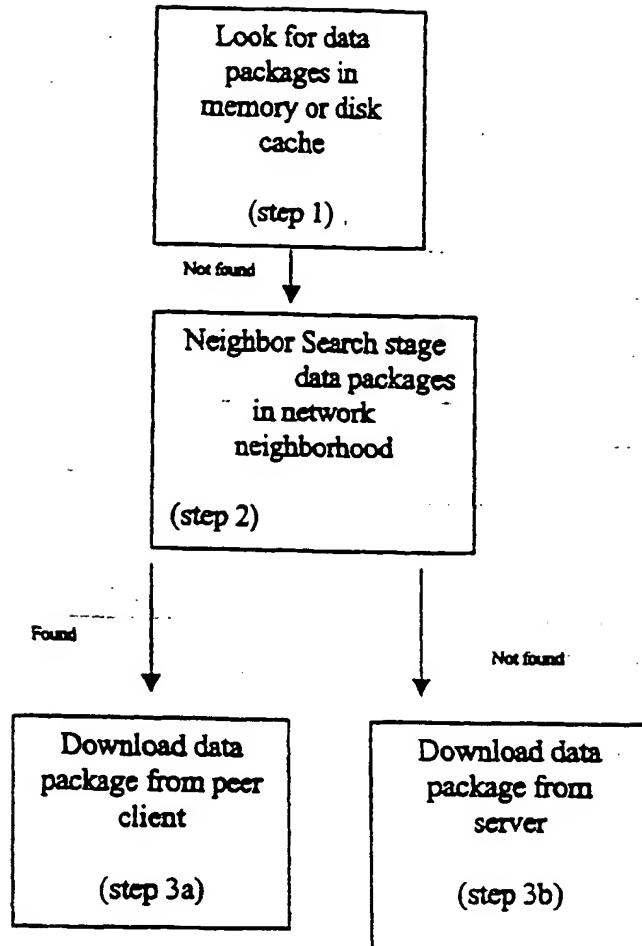 Look for data
packages in
memory or disk
cache
(step 1)
Not found
Neighbor Search stage
data packages
in network
neighborhood
(step 2)
Found
Not found
Download data
package from peer
client
(step 3a)
Download data
package from
server
(step 3b)